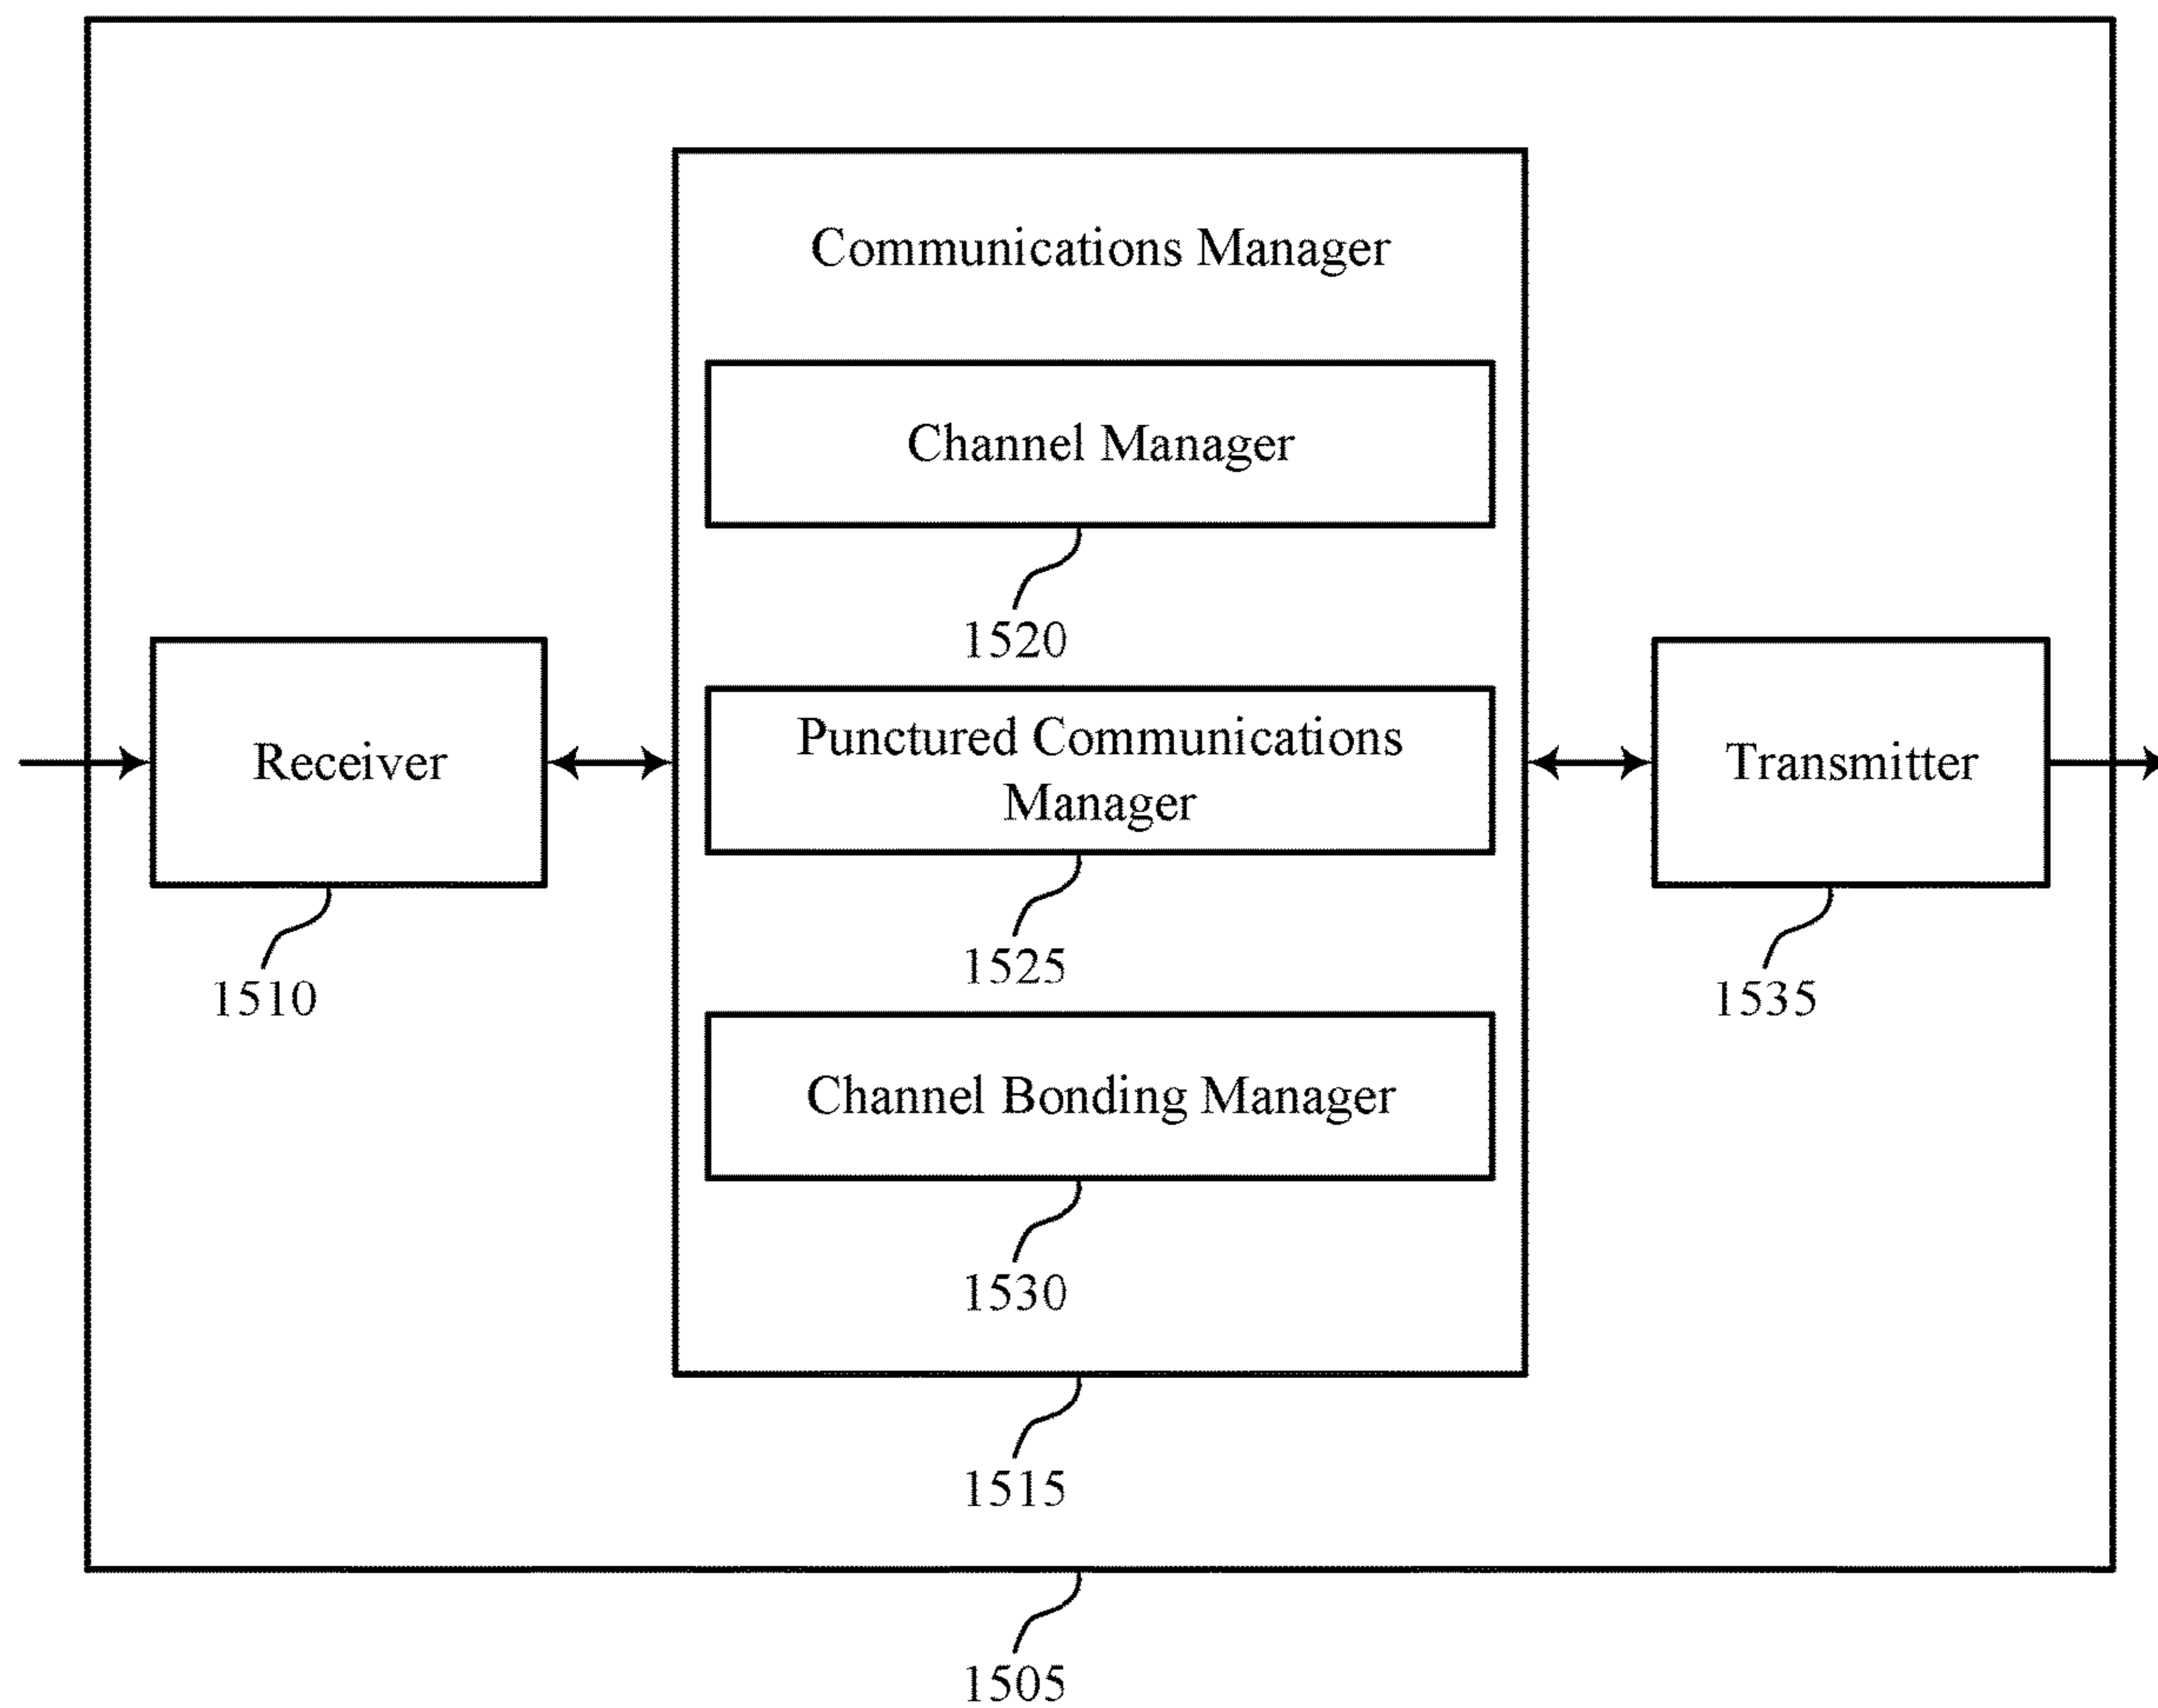 Communications Manager
Channel Manager
1520
Receiver
1510
Punctured Communications
Manager
1525
Transmitter
1535
Channel Bonding Manager
1530
1515
1505